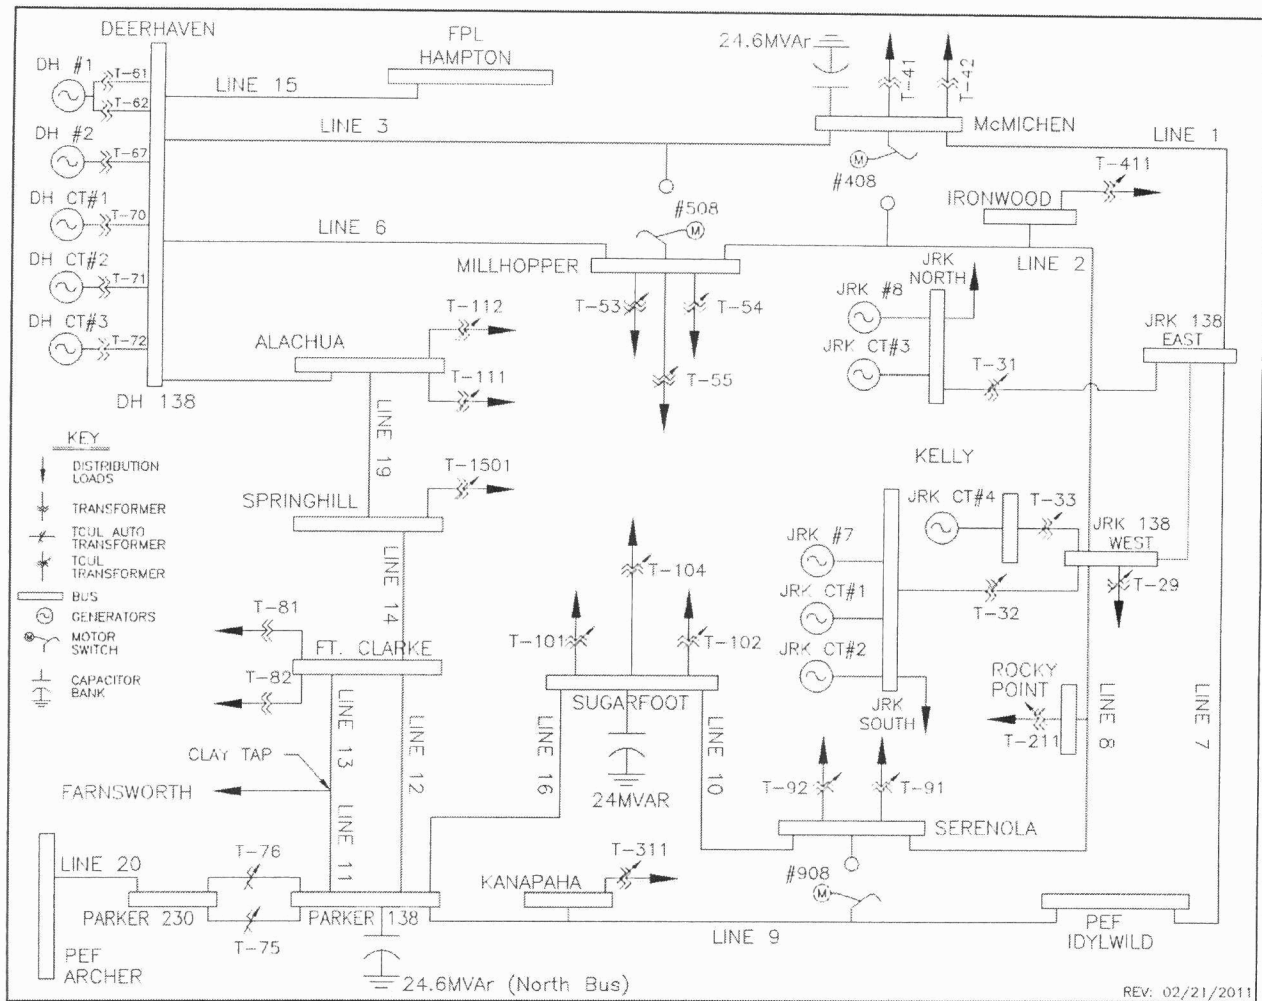 DEERHAVEN
DH #1
T-61
T-62
DH #2
T-67
DH CT#1
T-70
DH CT#2
T-71
DH CT#3
T-72
DH 138
LINE 15
FPL
HAMPTON
LINE 3
LINE 6
24.6MVAr
T-41
T-42
McMICHEN
M
#408
LINE 1
T-411
IRONWOOD
LINE 2
#508
M
MILLHOPPER
T-53
T-54
T-55
JRK
NORTH
JRK #8
JRK CT#3
T-31
JRK 138
EAST
ALACHUA
T-112
T-111
LINE 19
SPRINGHILL
T-1501
LINE 14
KEY
DISTRIBUTION
LOADS
TRANSFORMER
TCUL AUTO
TRANSFORMER
TCUL
TRANSFORMER
BUS
GENERATORS
M
MOTOR
SWITCH
CAPACITOR
BANK
T-81
T-82
FT. CLARKE
LINE 13
LINE 12
CLAY TAP
FARNSWORTH
LINE 11
KELLY
JRK CT#4
T-33
JRK 138
WEST
T-29
JRK #7
JRK CT#1
JRK CT#2
T-32
JRK
SOUTH
T-104
T-101
T-102
SUGARFOOT
24MVAR
LINE 16
LINE 10
ROCKY
POINT
T-211
LINE 8
LINE 7
T-92
T-91
SERENOLA
#908
M
LINE 20
T-76
T-75
PARKER 230
PARKER 138
PEF
ARCHER
24.6MVAr (North Bus)
KANAPAHA
T-311
LINE 9
PEF
IDYLWILD
REV: 02/21/2011